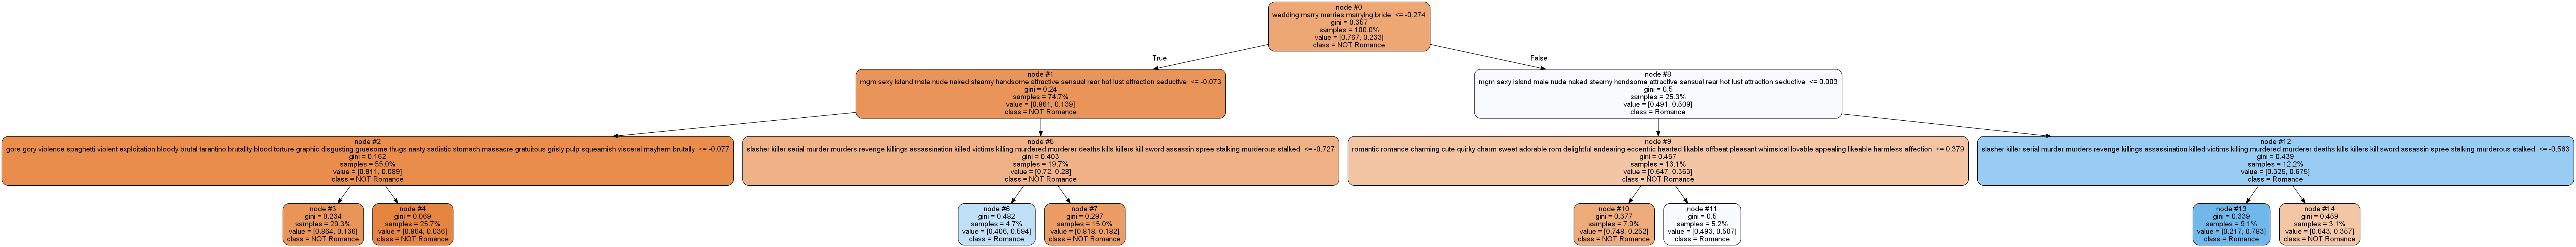 node #0
wedding marry marries marrying bride <= -0.274
gini = 0.357
samples = 100.0%
value = [0.767, 0.233]
class = NOT Romance
True
False
node #1
mgm sexy island male nude naked steamy handsome attractive sensual rear hot lust attraction seductive <= -0.073
gini = 0.24
samples = 74.7%
value = [0.861, 0.139]
class = NOT Romance
node #8
mgm sexy island male nude naked steamy handsome attractive sensual rear hot lust attraction seductive <= 0.003
gini = 0.5
samples = 25.3%
value = [0.491, 0.509]
class = Romance
node #2
gore gory violence spaghetti violent exploitation bloody brutal tarantino brutality blood torture graphic disgusting gruesome thugs nasty sadistic stomach massacre gratuitous grisly pulp squeamish visceral mayhem brutally <= -0.077
gini = 0.162
samples = 55.0%
value = [0.911, 0.089]
class = NOT Romance
node #5
slasher killer serial murder murders revenge killings assassination killed victims killing murdered murderer deaths kills killers kill sword assassin spree stalking murderous stalked <= -0.727
gini = 0.403
samples = 19.7%
value = [0.72, 0.28]
class = NOT Romance
node #9
romantic romance charming cute quirky charm sweet adorable rom delightful endearing eccentric hearted likable offbeat pleasant whimsical lovable appealing likeable harmless affection <= 0.379
gini = 0.457
samples = 13.1%
value = [0.647, 0.353]
class = NOT Romance
node #12
slasher killer serial murder murders revenge killings assassination killed victims killing murdered murderer deaths kills killers kill sword assassin spree stalking murderous stalked <= -0.563
gini = 0.439
samples = 12.2%
value = [0.325, 0.675]
class = Romance
node #3
gini = 0.234
samples = 29.3%
value = [0.864, 0.136]
class = NOT Romance
node #4
gini = 0.069
samples = 25.7%
value = [0.964, 0.036]
class = NOT Romance
node #6
gini = 0.482
samples = 4.7%
value = [0.406, 0.594]
class = Romance
node #7
gini = 0.297
samples = 15.0%
value = [0.818, 0.182]
class = NOT Romance
node #10
gini = 0.377
samples = 7.9%
value = [0.748, 0.252]
class = NOT Romance
node #11
gini = 0.5
samples = 5.2%
value = [0.493, 0.507]
class = Romance
node #13
gini = 0.339
samples = 9.1%
value = [0.217, 0.783]
class = Romance
node #14
gini = 0.459
samples = 3.1%
value = [0.643, 0.357]
class = NOT Romance